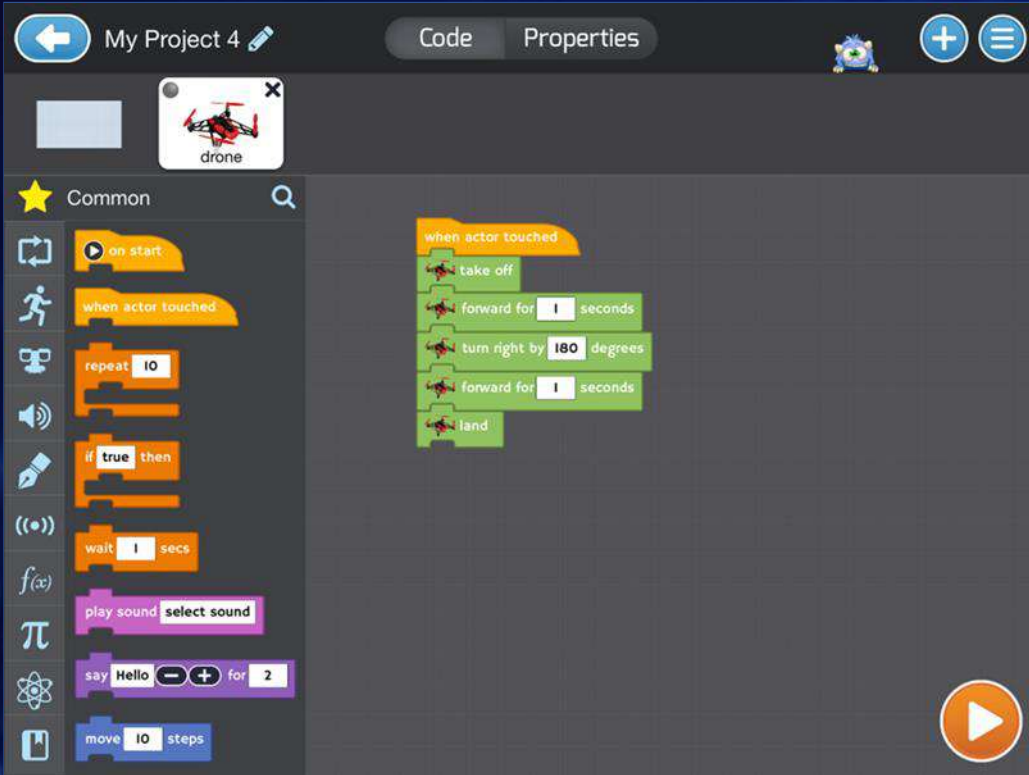 My Project 4
Code
Properties
drone
Common
on start
when actor touched
repeat 10
if true then
wait 1 secs
play sound select sound
say Hello - + for 2
move 10 steps
f(x)
π
when actor touched
take off
forward for 1 seconds
turn right by 180 degrees
forward for 1 seconds
land